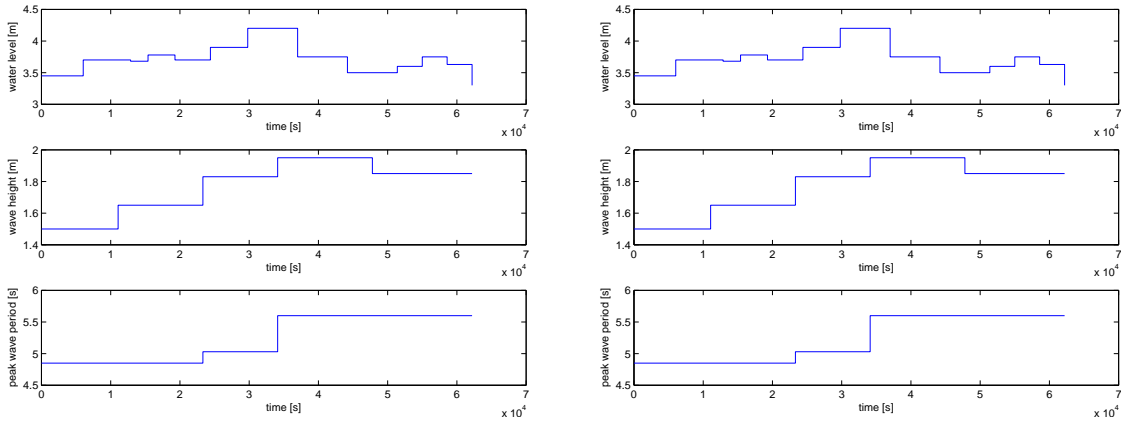 water level [m]
4.5
4
3.5
3
0 1 2 3 4 5 6 7
time [s]
x 10^4
wave height [m]
2
1.8
1.6
1.4
0 1 2 3 4 5 6 7
time [s]
x 10^4
peak wave period [s]
6
5.5
5
4.5
0 1 2 3 4 5 6 7
time [s]
x 10^4
water level [m]
4.5
4
3.5
3
0 1 2 3 4 5 6 7
time [s]
x 10^4
wave height [m]
2
1.8
1.6
1.4
0 1 2 3 4 5 6 7
time [s]
x 10^4
peak wave period [s]
6
5.5
5
4.5
0 1 2 3 4 5 6 7
time [s]
x 10^4